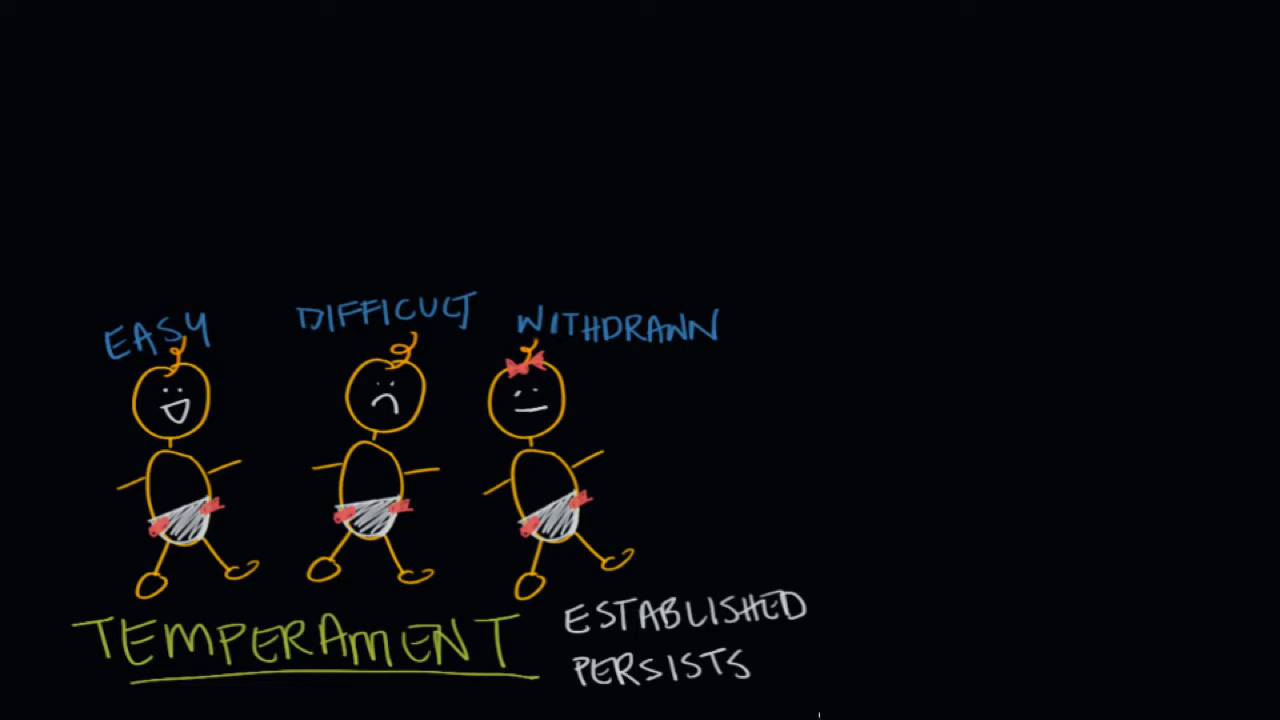 EASY
DIFFICULT
WITHDRAWN
TEMPERAMENT
ESTABLISHED
PERSISTS